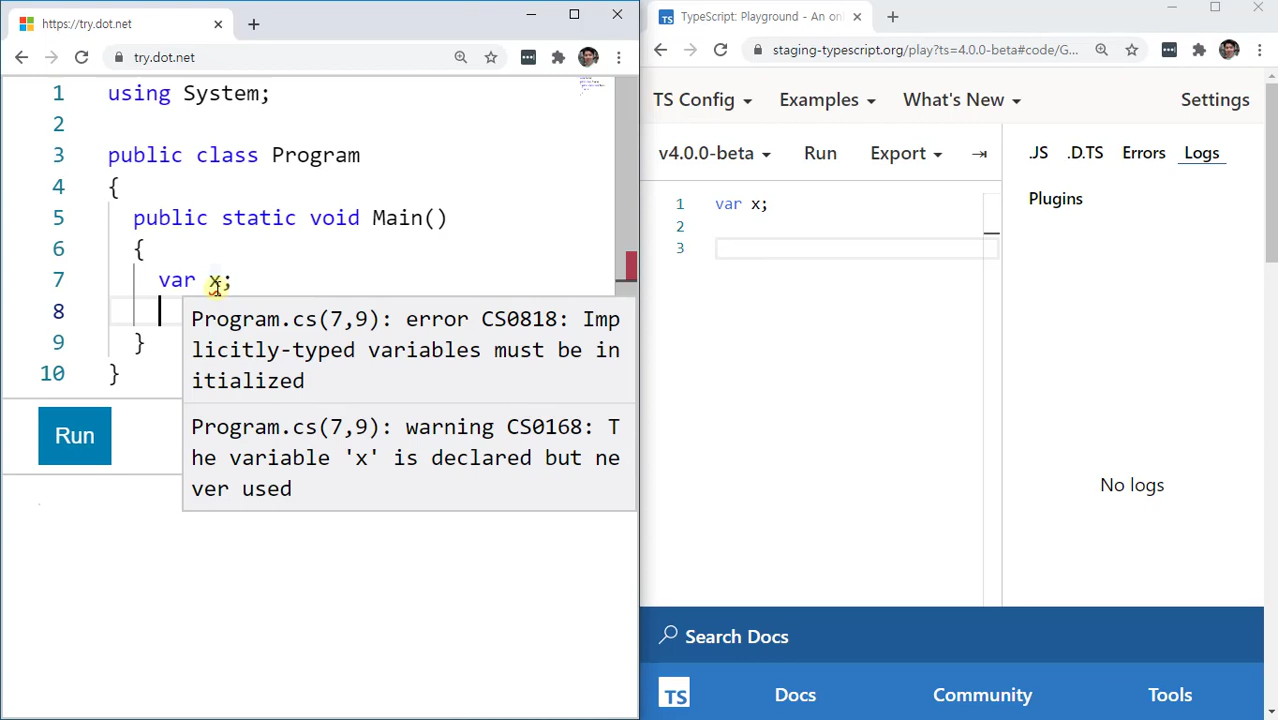 https://try.dot.net
try.dot.net
1 using System;
2
3 public class Program
4 {
5 public static void Main()
6 {
7 var x;
8
9 }
10 }
Program.cs(7,9): error CS0818: Imp
licitly-typed variables must be in
itialized
Program.cs(7,9): warning CS0168: T
he variable 'x' is declared but ne
ver used
Run
TypeScript: Playground - An onl
staging-typescript.org/play?ts=4.0.0-beta#code/G...
TS Config Examples What's New Settings
v4.0.0-beta Run Export
1 var x;
2
3
.JS .D.TS Errors Logs
Plugins
No logs
Search Docs
TS Docs Community Tools